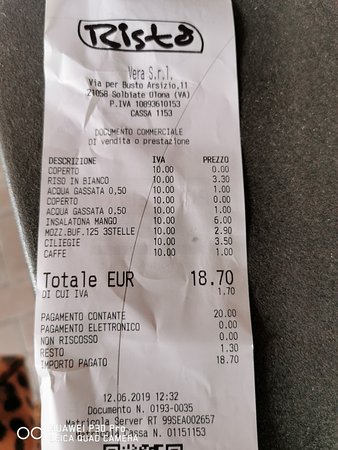 Ristò
Vera S.r.l.
Via per Busto Arsizio,11
21058 Solbiate Olona (VA)
P.IVA 10893610153
CASSA 1153
DOCUMENTO COMMERCIALE
di vendita o prestazione
DESCRIZIONE IVA PREZZO
COPERTO 10.00 0.00
RISO IN BIANCO 10.00 3.30
ACQUA GASSATA 0,50 10.00 1.00
COPERTO 10.00 0.00
ACQUA GASSATA 0,50 10.00 1.00
INSALATONA MANGO 10.00 6.00
MOZZ.BUF.125 3STELLE 10.00 2.90
CILIEGIE 10.00 3.50
CAFFE 10.00 1.00
Totale EUR 18.70
DI CUI IVA 1.70
PAGAMENTO CONTANTE 20.00
PAGAMENTO ELETTRONICO 0.00
NON RISCOSSO 0.00
RESTO 1.30
IMPORTO PAGATO 18.70
12.06.2019 12:32
Documento N. 0193-0035
Matricola Server RT 99SEA002657
Cassa N. 01151153
HUAWEI P30 Pro
LEICA QUAD CAMERA